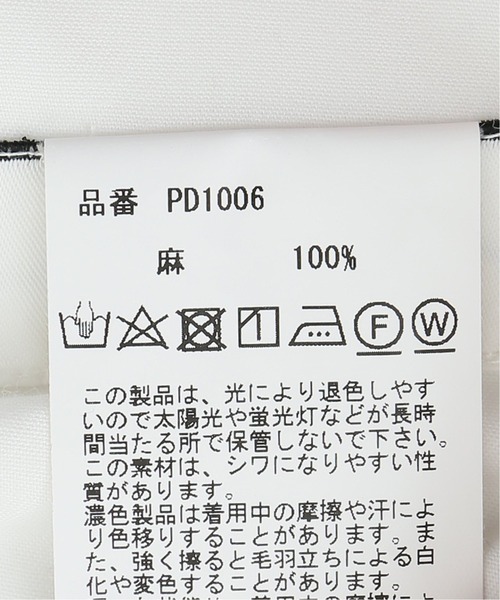 品番 PD1006
麻 100%
F W
この製品は、光により退色しやす
いので太陽光や蛍光灯などが長時
間当たる所で保管しないで下さい。
この素材は、シワになりやすい性
質があります。
濃色製品は着用中の摩擦や汗によ
り色移りすることがあります。ま
た、強く擦ると毛羽立ちによる白
化や変色することがあります。